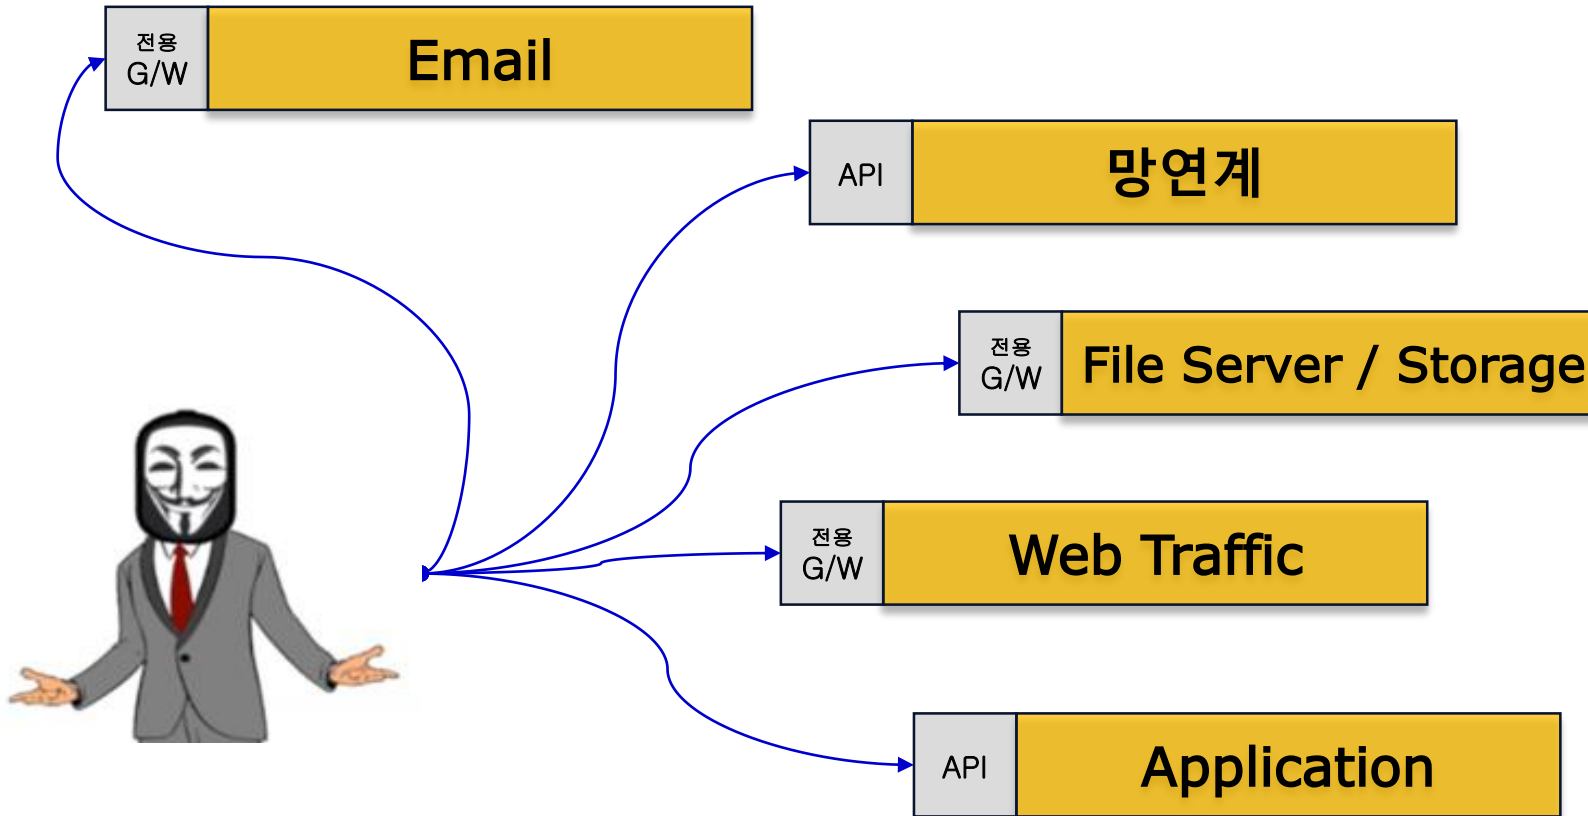 전용
G/W
Email
API
망연계
전용
G/W
File Server / Storage
전용
G/W
Web Traffic
API
Application